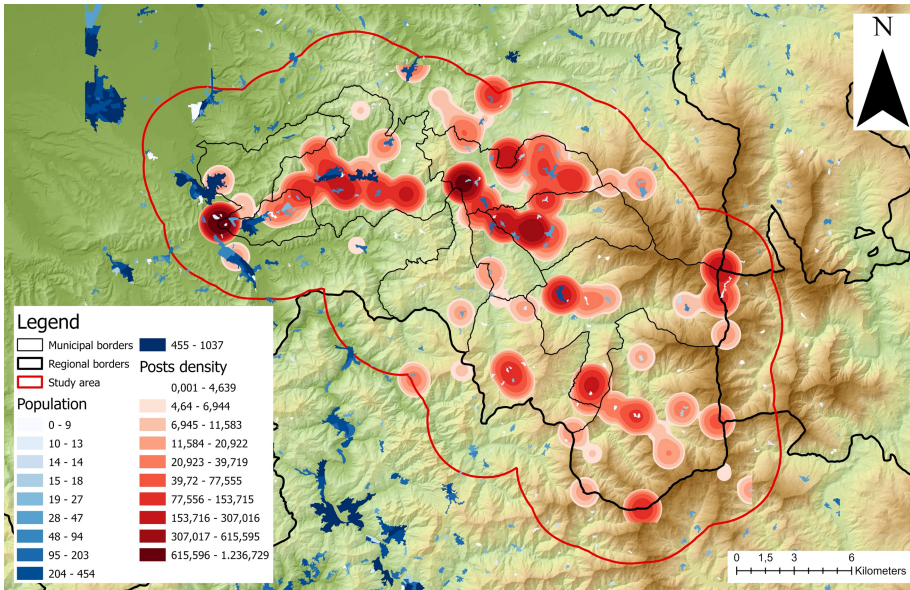 N
Legend
Municipal borders
Regional borders
Study area
Population
0 - 9
10 - 13
14 - 14
15 - 18
19 - 27
28 - 47
48 - 94
95 - 203
204 - 454
455 - 1037
Posts density
0,001 - 4,639
4,64 - 6,944
6,945 - 11,583
11,584 - 20,922
20,923 - 39,719
39,72 - 77,555
77,556 - 153,715
153,716 - 307,016
307,017 - 615,595
615,596 - 1.236,729
0 1,5 3 6
Kilometers